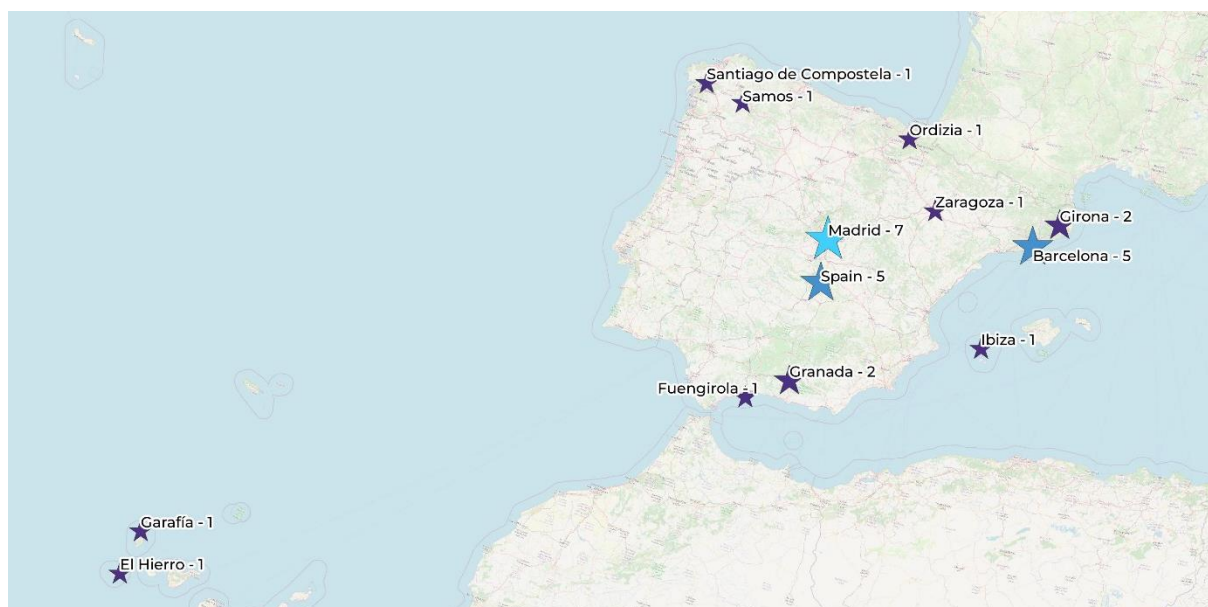 Santiago de Compostela - 1
Samos - 1
Ordizia - 1
Zaragoza - 1
Girona - 2
Madrid - 7
Barcelona - 5
Spain - 5
Ibiza - 1
Granada - 2
Fuengirola - 1
Garafía - 1
El Hierro - 1